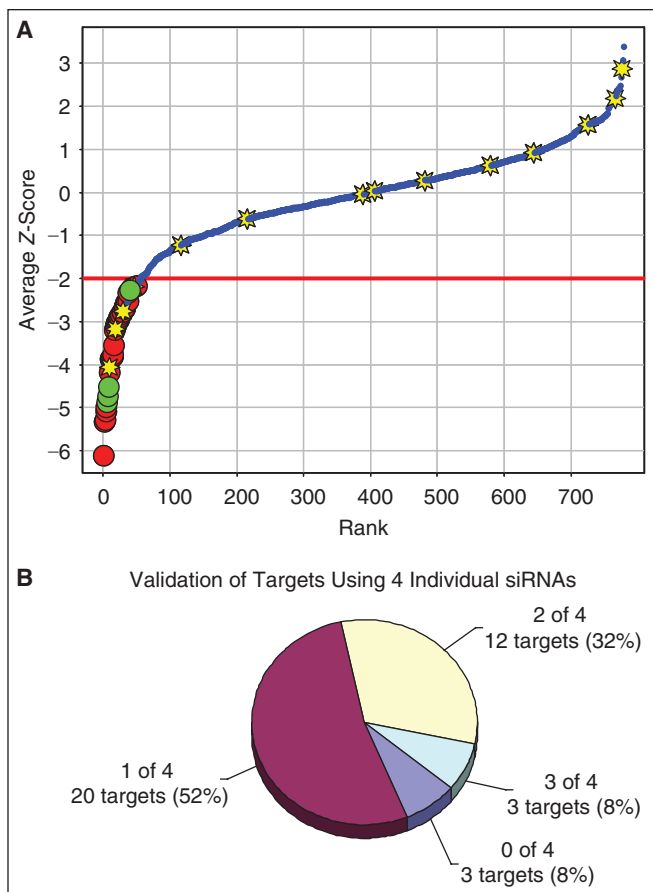 A
3
2
1
0
−1
−2
−3
−4
−5
−6
Average Z-Score
0 100 200 300 400 500 600 700
Rank
B
Validation of Targets Using 4 Individual siRNAs
2 of 4
12 targets (32%)
1 of 4
20 targets (52%)
3 of 4
3 targets (8%)
0 of 4
3 targets (8%)